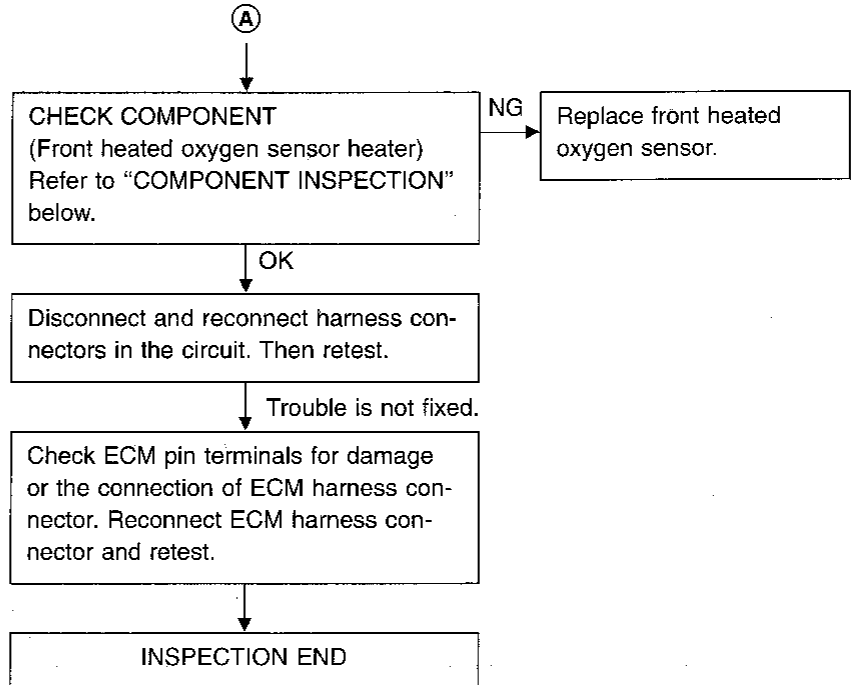 A
CHECK COMPONENT
(Front heated oxygen sensor heater)
Refer to “COMPONENT INSPECTION”
below.
NG
Replace front heated
oxygen sensor.
OK
Disconnect and reconnect harness con-
nectors in the circuit. Then retest.
Trouble is not fixed.
Check ECM pin terminals for damage
or the connection of ECM harness con-
nector. Reconnect ECM harness con-
nector and retest.
INSPECTION END